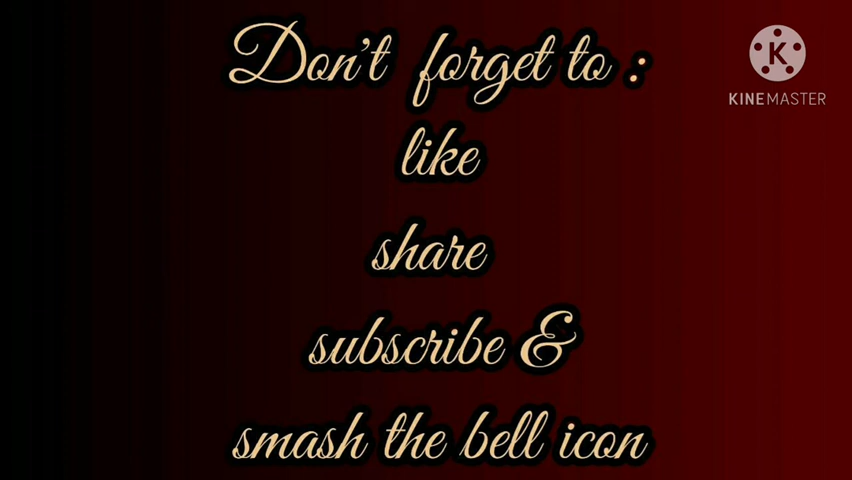 Don't forget to :
K
KINEMASTER
like
share
subscribe &
smash the bell icon